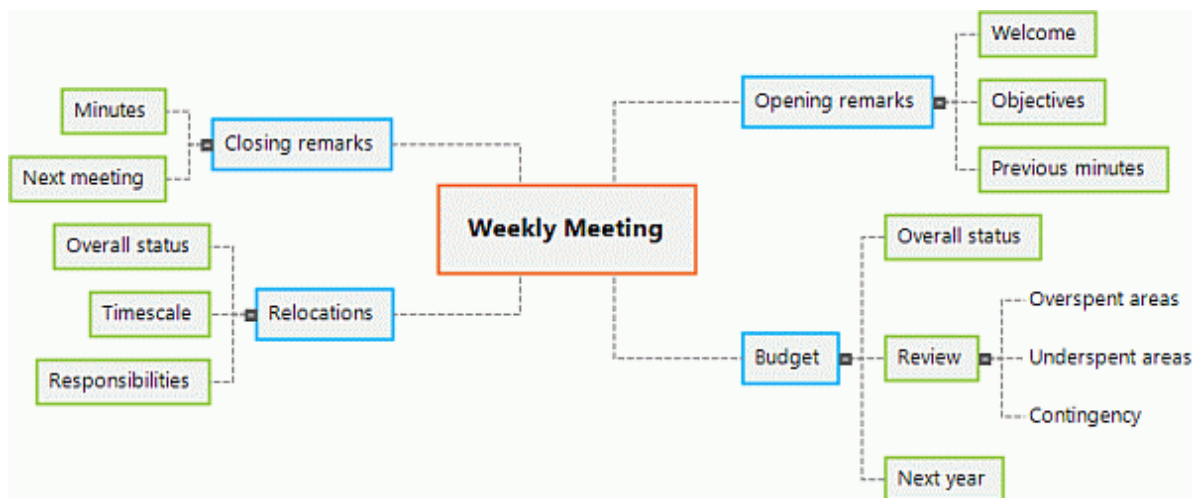 Weekly Meeting
Opening remarks
Welcome
Objectives
Previous minutes
Budget
Overall status
Review
Overspent areas
Underspent areas
Contingency
Next year
Relocations
Overall status
Timescale
Responsibilities
Closing remarks
Minutes
Next meeting